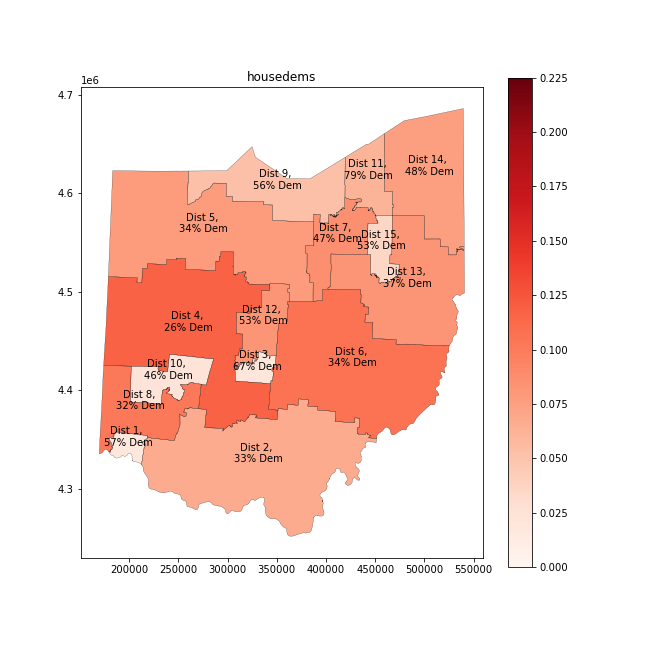 housedems
1e6
4.7
4.6
4.5
4.4
4.3
Dist 14,
48% Dem
Dist 11,
79% Dem
Dist 9,
56% Dem
Dist 5,
34% Dem
Dist 7,
47% Dem
Dist 15,
53% Dem
Dist 13,
37% Dem
Dist 12,
53% Dem
Dist 4,
26% Dem
Dist 6,
34% Dem
Dist 3,
67% Dem
Dist 10,
46% Dem
Dist 8,
32% Dem
Dist 1,
57% Dem
Dist 2,
33% Dem
200000 250000 300000 350000 400000 450000 500000 550000
0.225
0.200
0.175
0.150
0.125
0.100
0.075
0.050
0.025
0.000